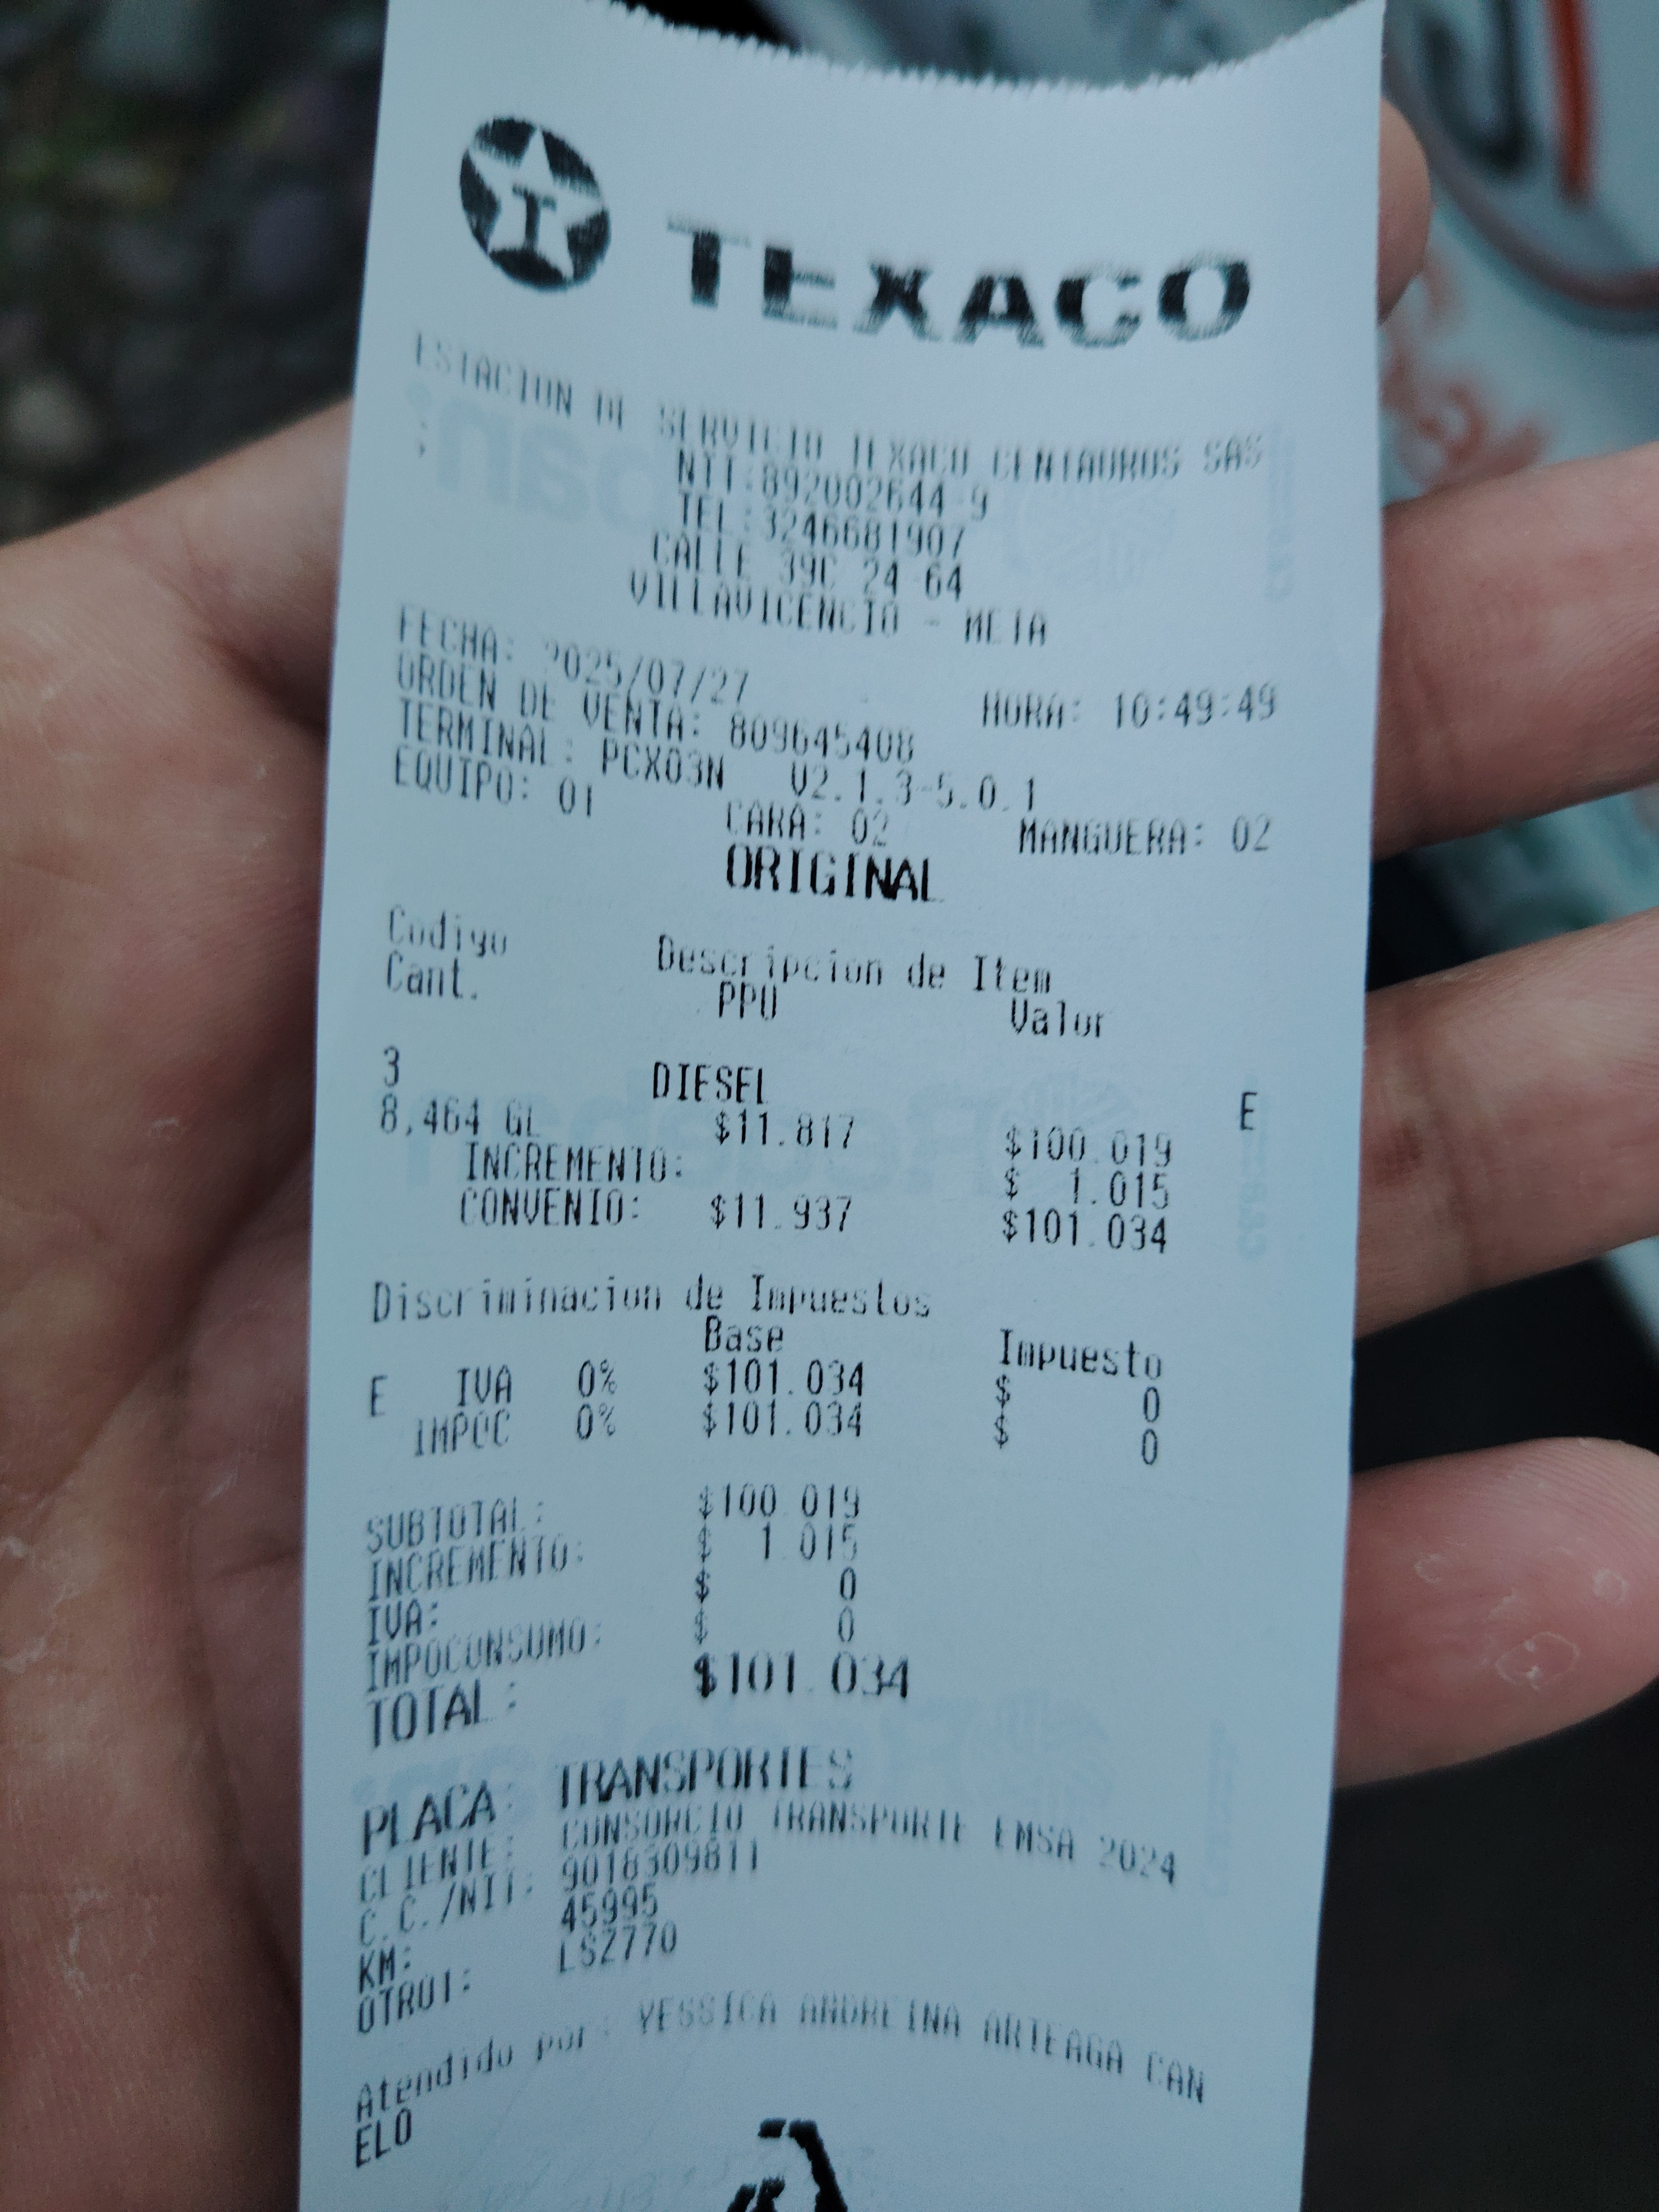 TEXACO
ESTACION DE SERVICIO TEXACO CENTAUROS SAS
NIT:892002644-9
TEL:3246681907
CALLE 39C 24-64
VILLAVICENCIO - META
FECHA: 2025/07/27 HORA: 10:49:49
ORDEN DE VENTA: 809645408
TERMINAL: PCX03N V2.1.3-5.0.1
EQUIPO: 01 CARA: 02 MANGUERA: 02
ORIGINAL
Codigo Descripcion de Item
Cant. PPU Valor
3 DIESEL E
8,464 GL $11.817 $100.019
INCREMENTO: $ 1.015
CONVENIO: $11.937 $101.034
Discriminacion de Impuestos
Base Impuesto
E IVA 0% $101.034 $ 0
IMPOC 0% $101.034 $ 0
SUBTOTAL: $100.019
INCREMENTO: $ 1.015
IVA: $ 0
IMPOCONSUMO: $ 0
TOTAL: $101.034
PLACA: TRANSPORTES
CLIENTE: CONSORCIO TRANSPORTE EMSA 2024
C.C./NIT: 9018309811
KM: 45995
OTRO1: LSZ770
Atendido por: YESSICA ANDREINA ARTEAGA CAN
ELO